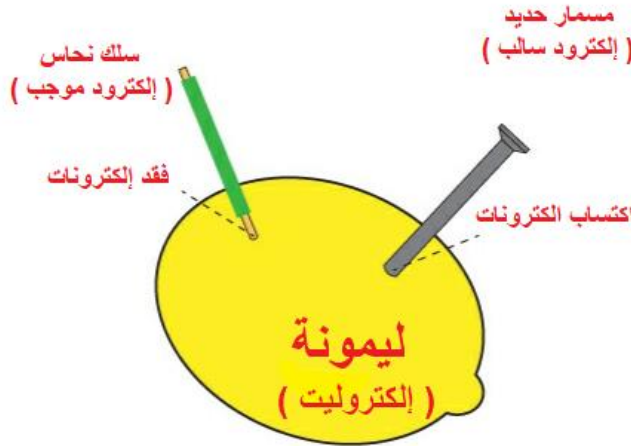 مسمار حديد
( إلكترود سالب )
سلك نحاس
( إلكترود موجب )
فقد إلكترونات
اكتساب الكترونات
ليمونة
( إلكتروليت )